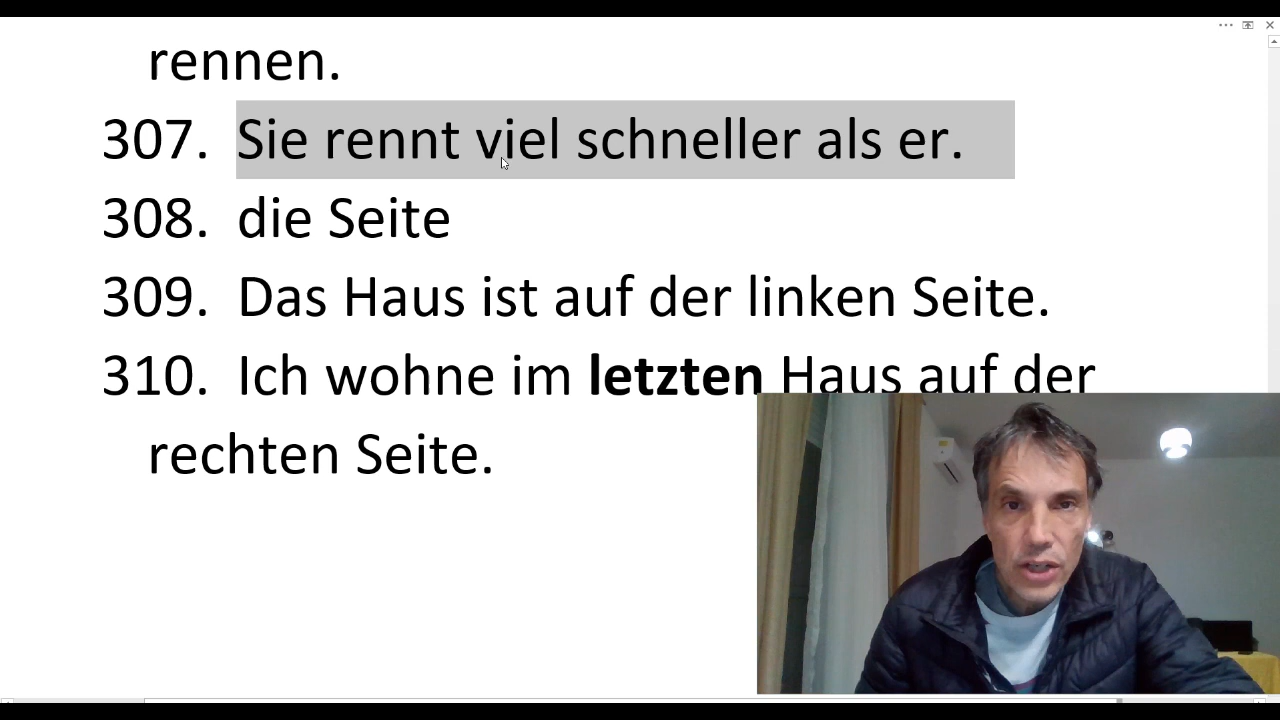 rennen.
307. Sie rennt viel schneller als er.
308. die Seite
309. Das Haus ist auf der linken Seite.
310. Ich wohne im letzten Haus auf der
rechten Seite.